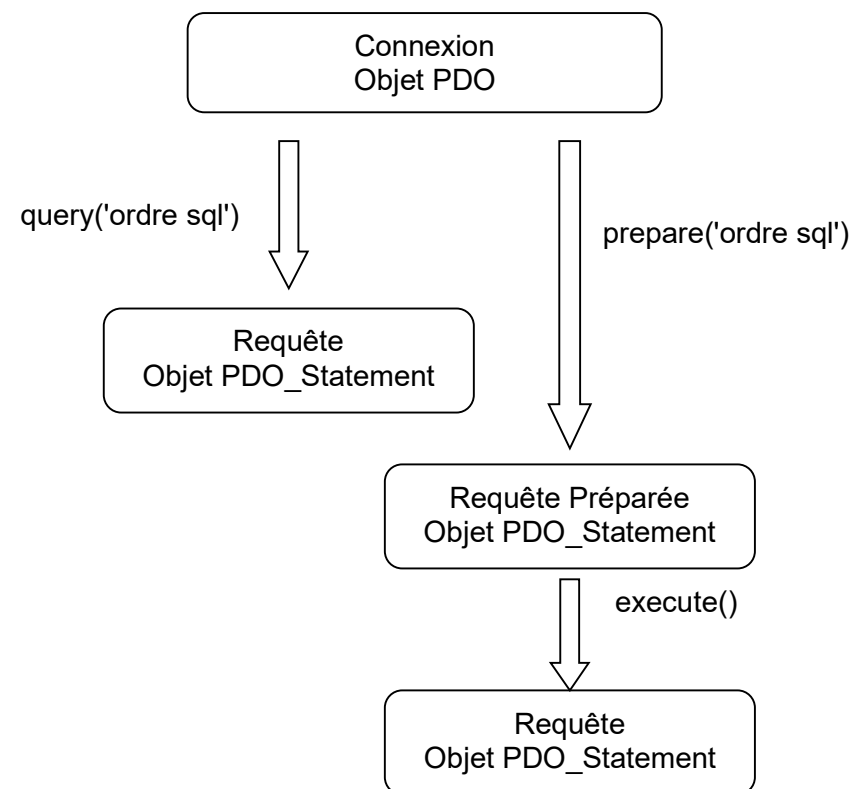 Connexion
Objet PDO
query('ordre sql')
prepare('ordre sql')
Requête
Objet PDO_Statement
Requête Préparée
Objet PDO_Statement
execute()
Requête
Objet PDO_Statement